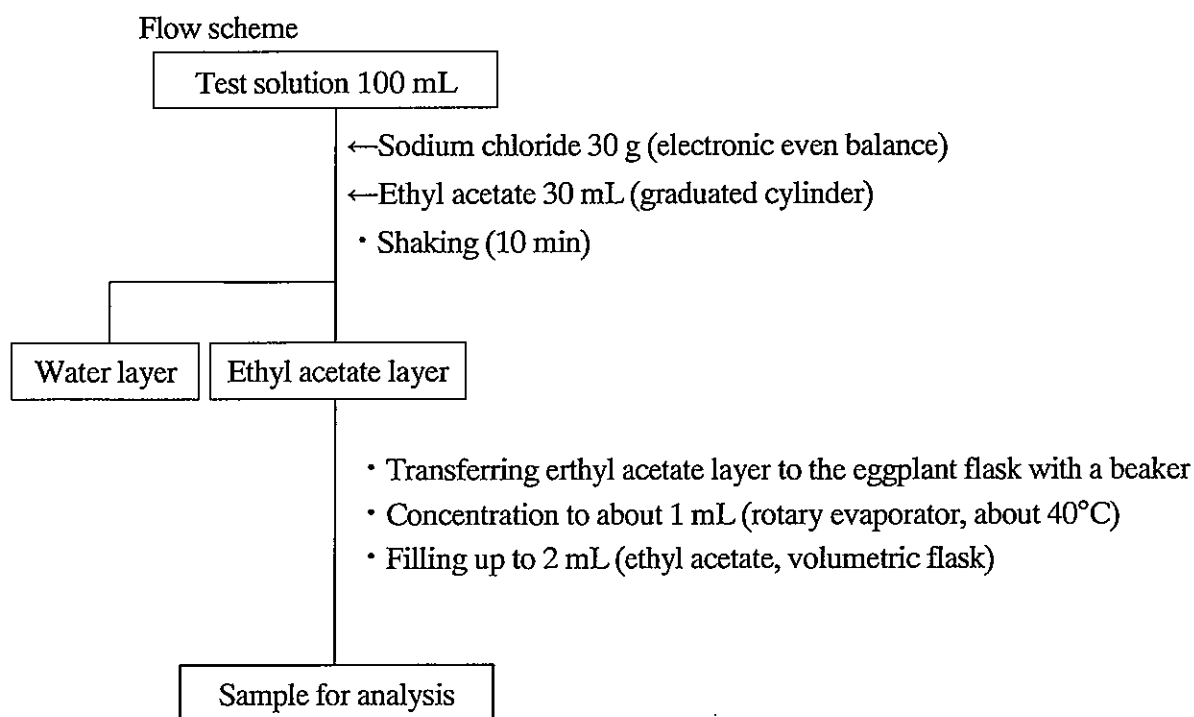 Flow scheme
Test solution 100 mL
←Sodium chloride 30 g (electronic even balance)
←Ethyl acetate 30 mL (graduated cylinder)
・Shaking (10 min)
Water layer
Ethyl acetate layer
・Transferring erthyl acetate layer to the eggplant flask with a beaker
・Concentration to about 1 mL (rotary evaporator, about 40°C)
・Filling up to 2 mL (ethyl acetate, volumetric flask)
Sample for analysis